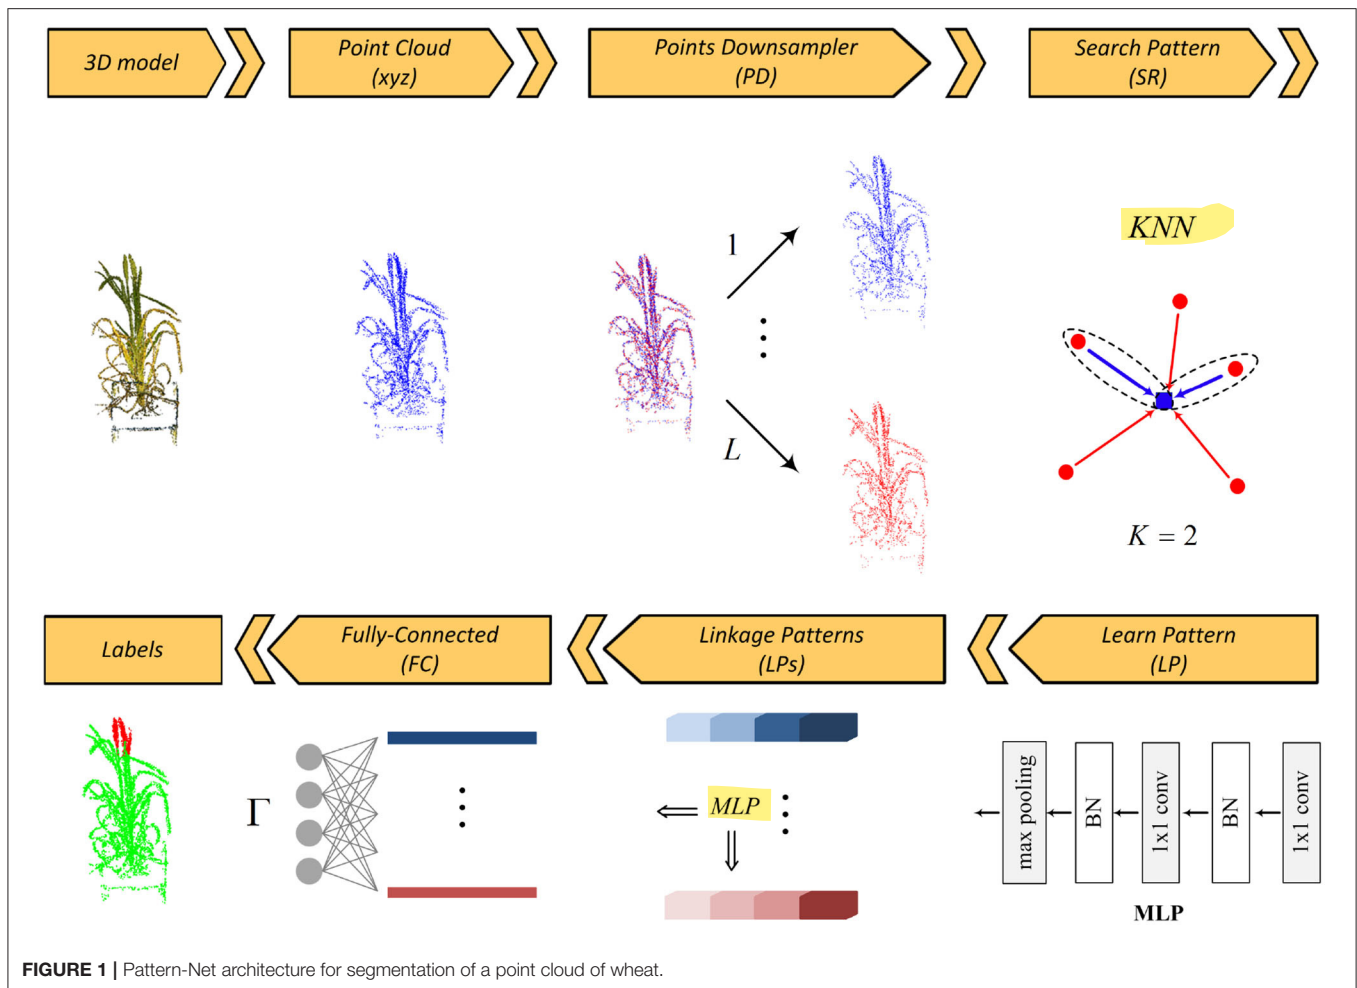 3D model
Point Cloud
(xyz)
Points Downsampler
(PD)
Search Pattern
(SR)
1
L
KNN
K = 2
Labels
Fully-Connected
(FC)
Linkage Patterns
(LPs)
Learn Pattern
(LP)
Γ
MLP
max pooling
BN
1x1 conv
BN
1x1 conv
MLP
FIGURE 1 | Pattern-Net architecture for segmentation of a point cloud of wheat.